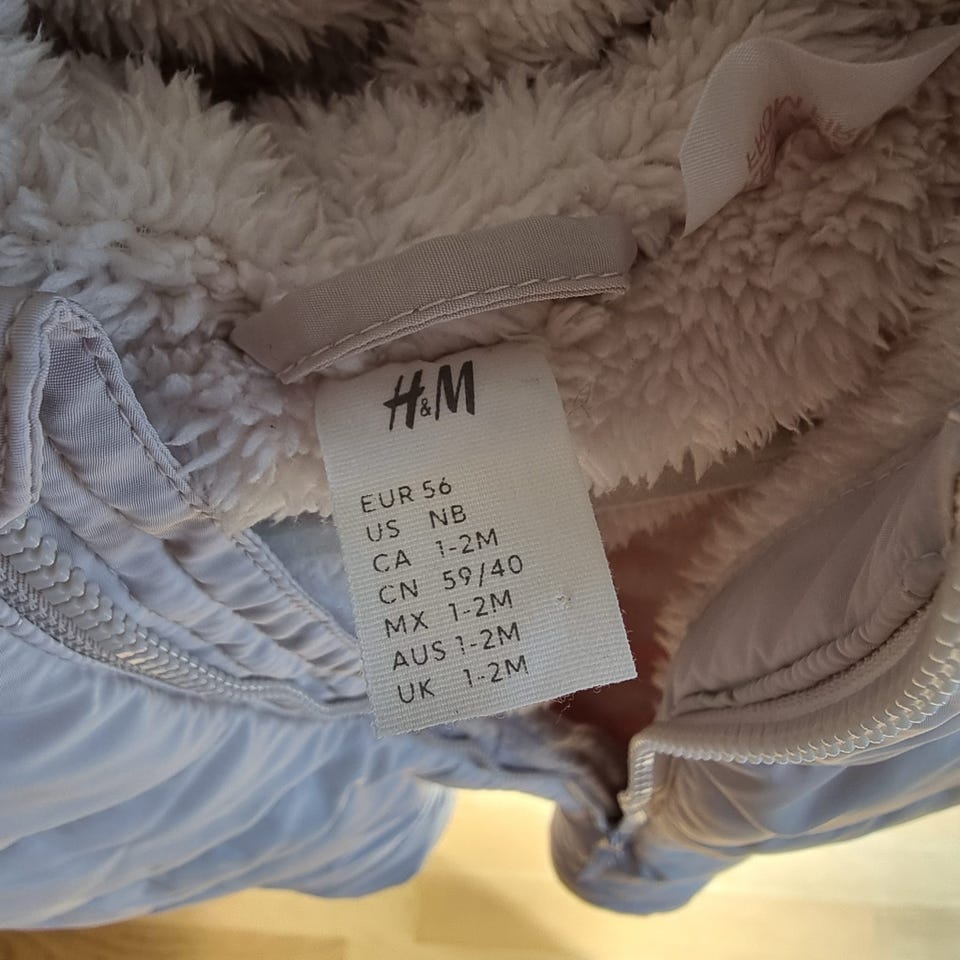 H&M
EUR 56
US NB
CA 1-2M
CN 59/40
MX 1-2M
AUS 1-2M
UK 1-2M